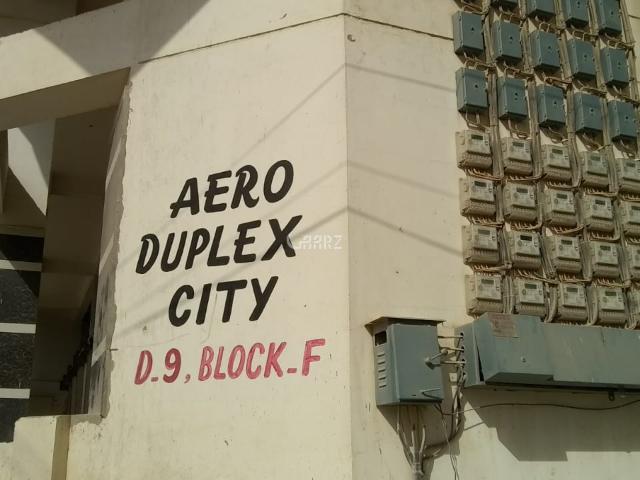 AERO
DUPLEX
CITY
D-9, BLOCK-F